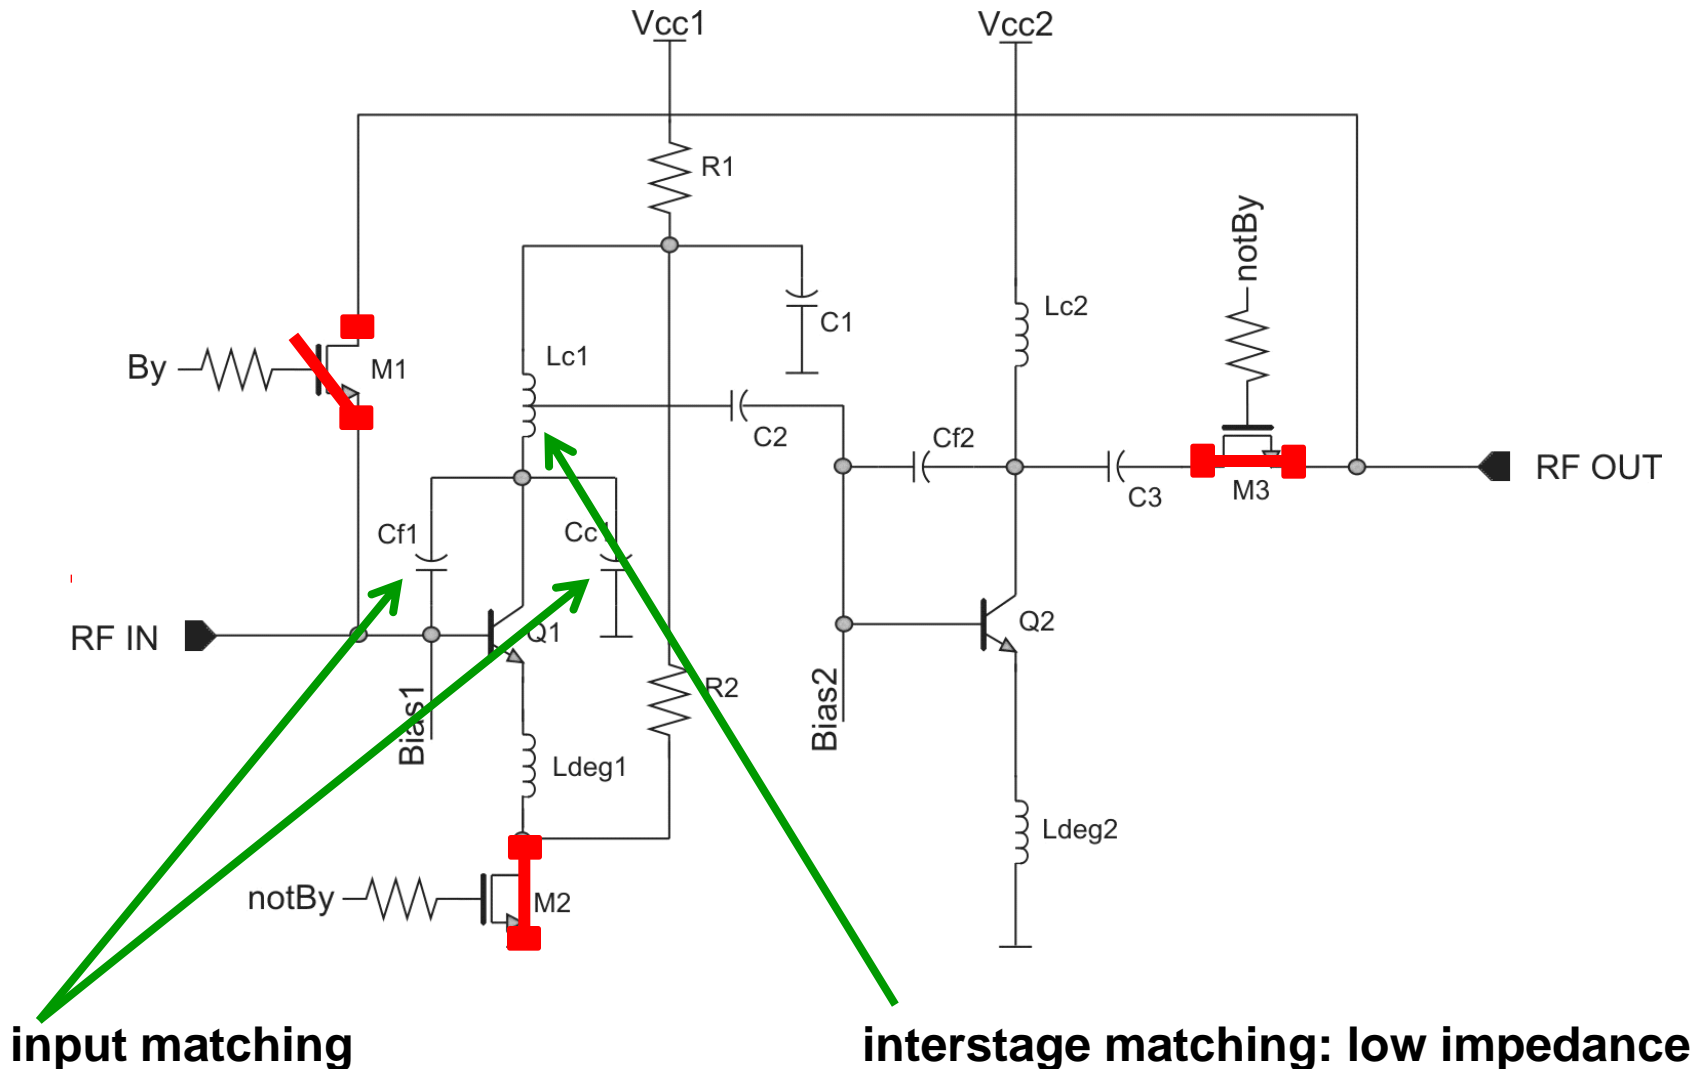 Vcc1
Vcc2
R1
notBy
C1
Lc2
By
M1
Lc1
C2
Cf2
C3
M3
RF OUT
Cf1
Cc1
RF IN
Q1
Q2
Bias1
R2
Bias2
Ldeg1
Ldeg2
notBy
M2
input matching
interstage matching: low impedance